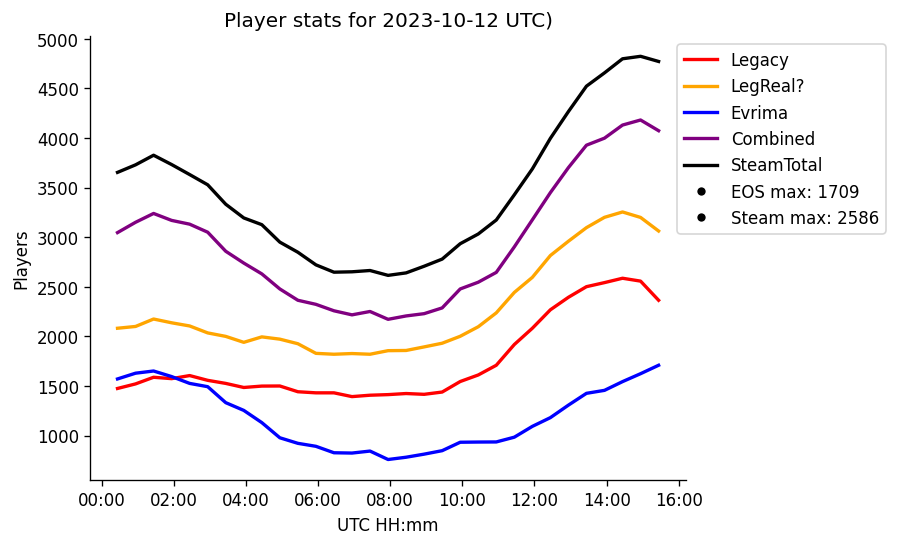 Player stats for 2023-10-12 UTC)
5000
4500
4000
3500
3000
2500
2000
1500
1000
Players
00:00 02:00 04:00 06:00 08:00 10:00 12:00 14:00 16:00
UTC HH:mm
Legacy
LegReal?
Evrima
Combined
SteamTotal
EOS max: 1709
Steam max: 2586